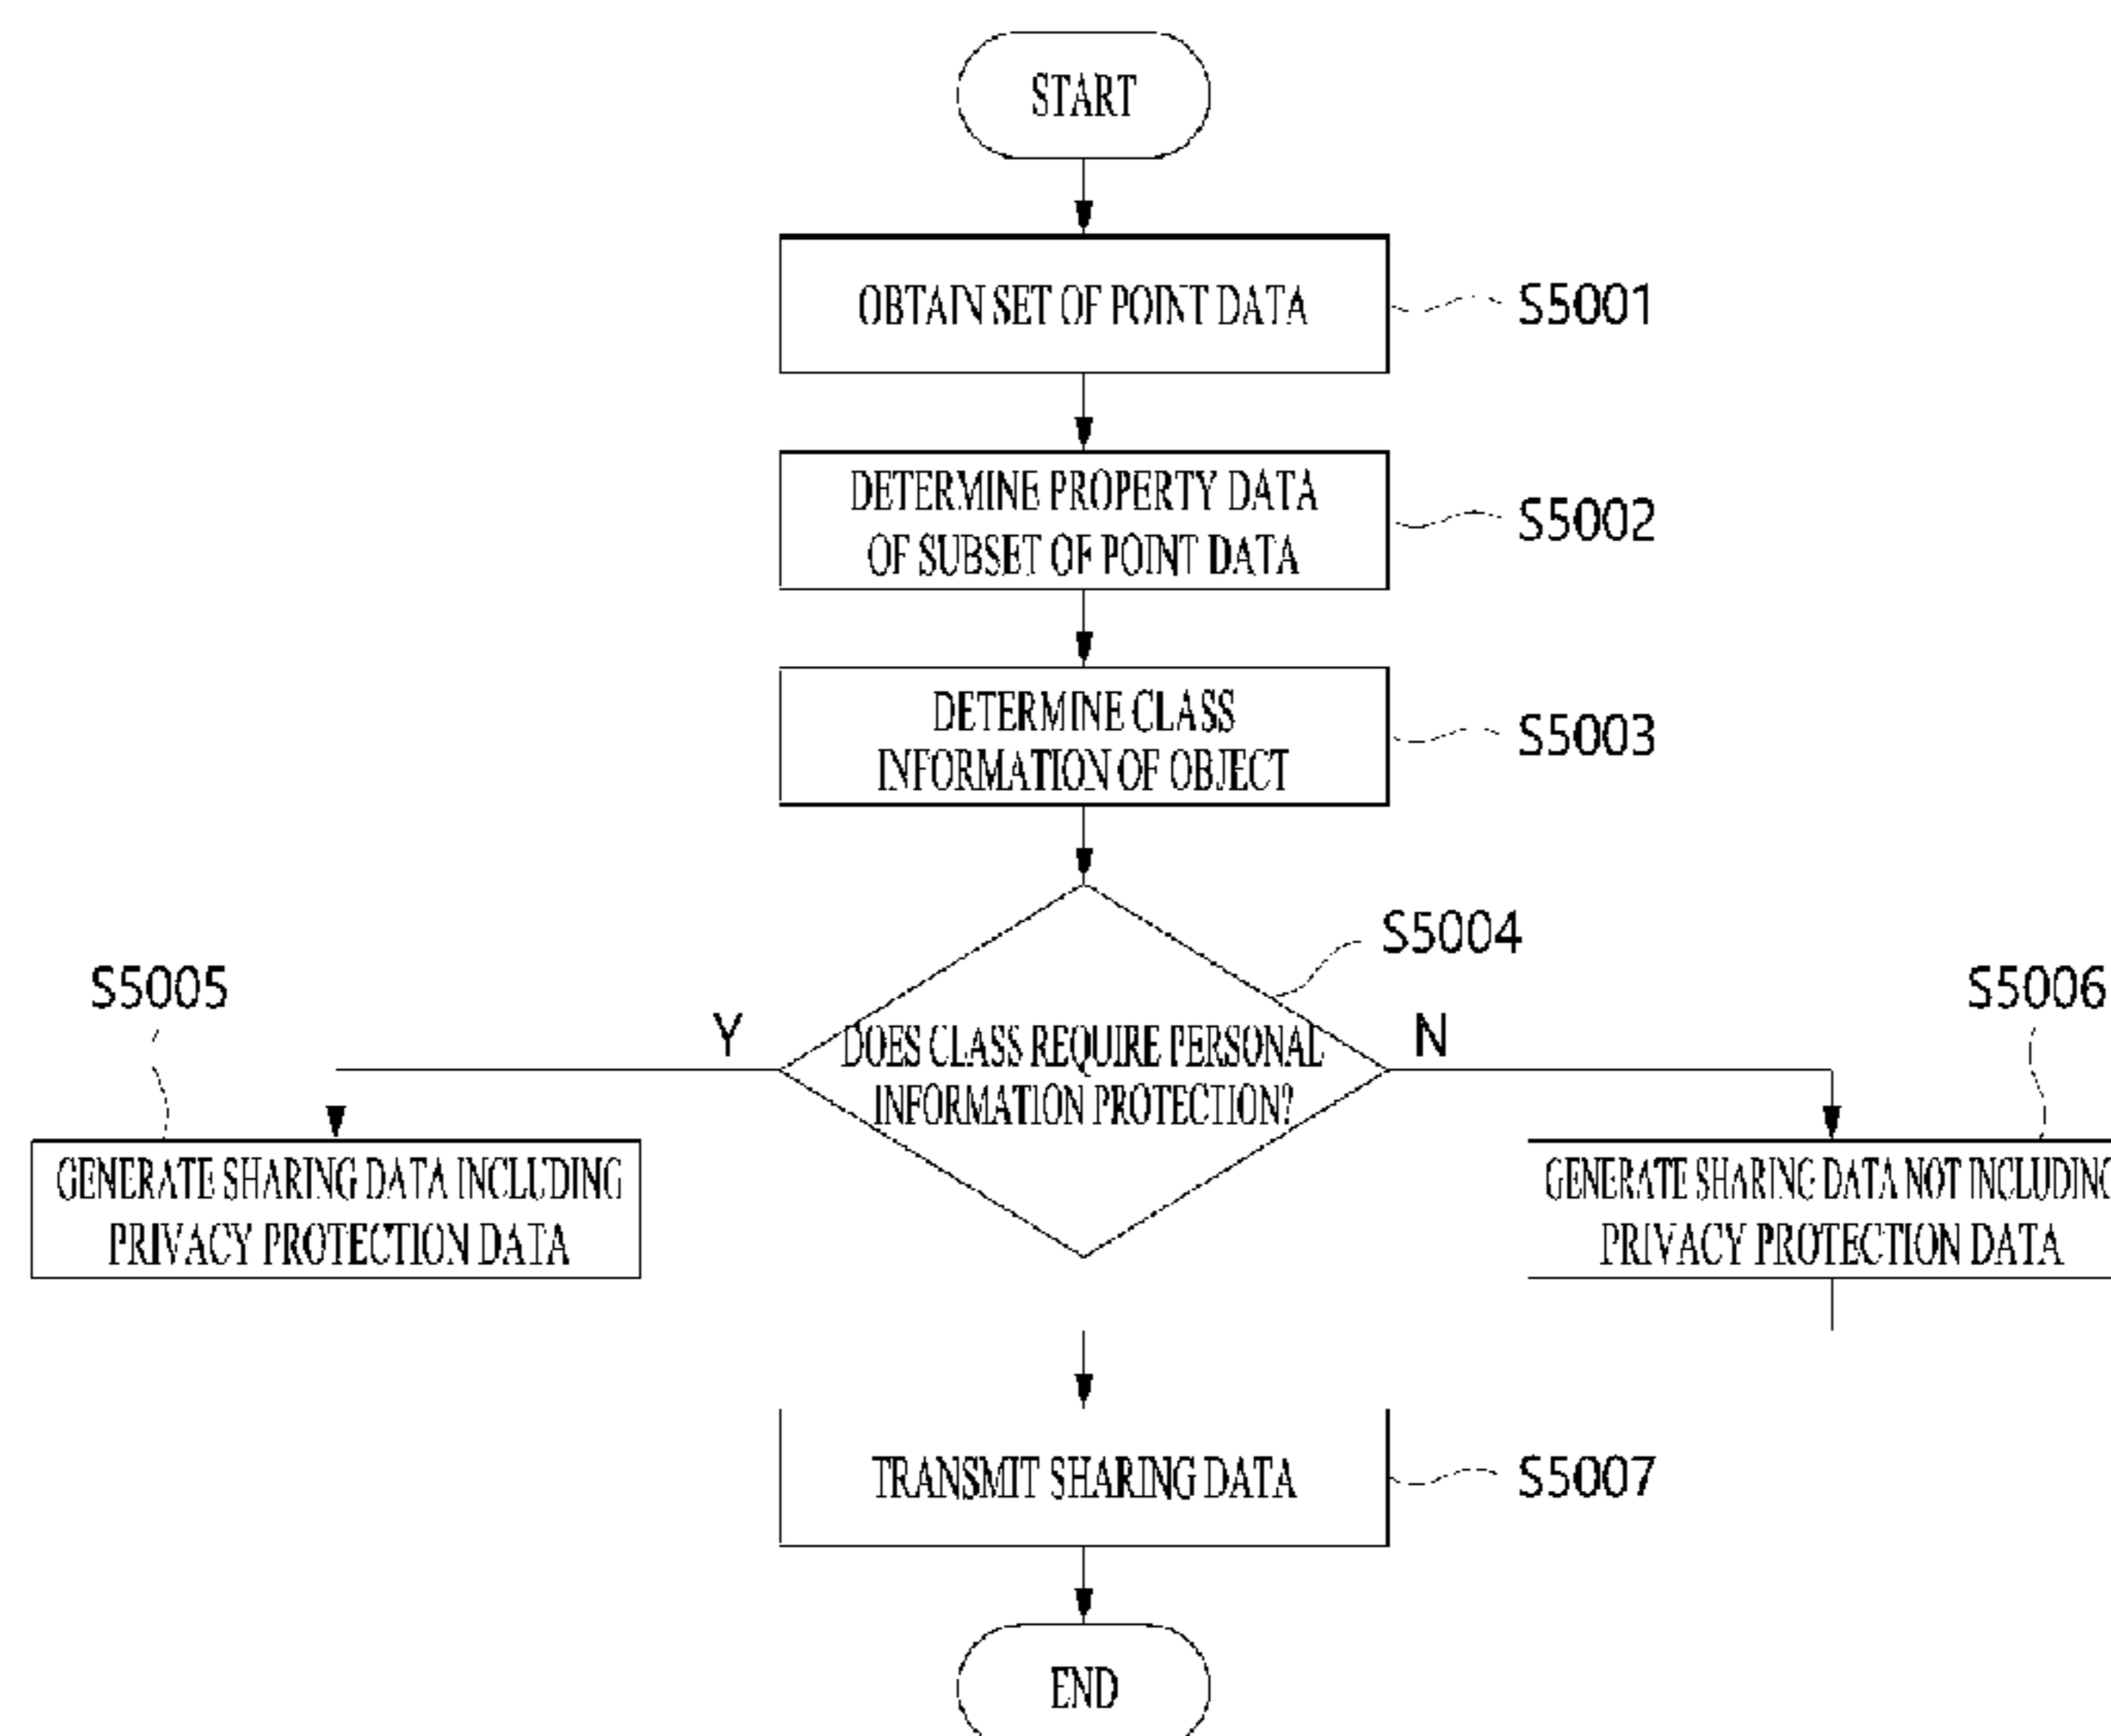 START
OBTAIN SET OF POINT DATA
S5001
DETERMINE PROPERTY DATA
OF SUBSET OF POINT DATA
S5002
DETERMINE CLASS
INFORMATION OF OBJECT
S5003
S5004
DOES CLASS REQUIRE PERSONAL
INFORMATION PROTECTION?
Y
N
S5005
GENERATE SHARING DATA INCLUDING
PRIVACY PROTECTION DATA
S5006
GENERATE SHARING DATA NOT INCLUDING
PRIVACY PROTECTION DATA
TRANSMIT SHARING DATA
S5007
END